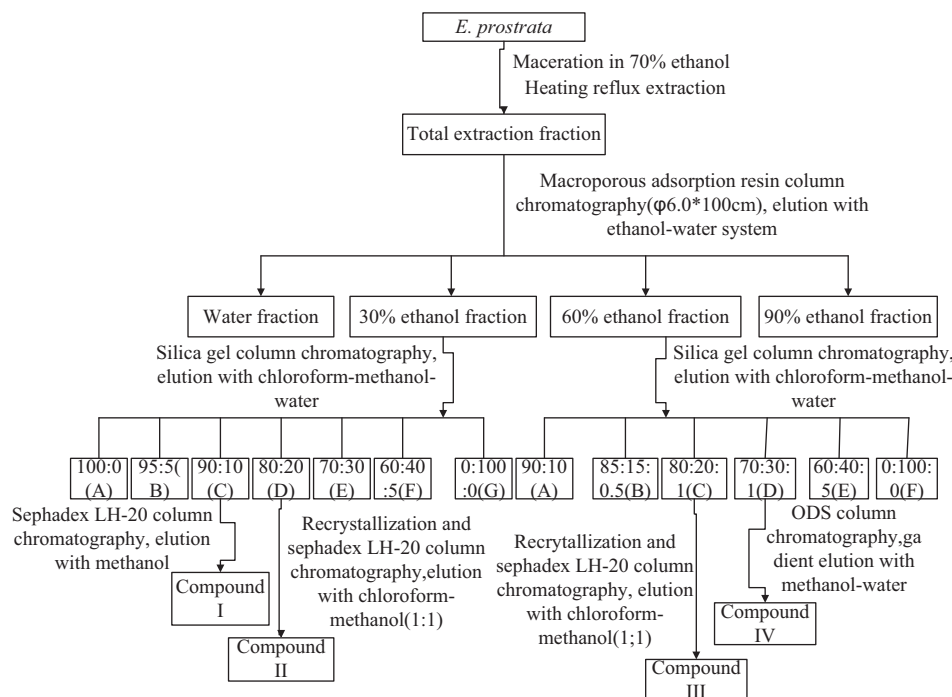 E. prostrata
Maceration in 70% ethanol
Heating reflux extraction
Total extraction fraction
Macroporous adsorption resin column
chromatography(φ6.0*100cm), elution with
ethanol-water system
Water fraction
30% ethanol fraction
60% ethanol fraction
90% ethanol fraction
Silica gel column chromatography,
elution with chloroform-methanol-
water
Silica gel column chromatography,
elution with chloroform-methanol-
water
100:0
(A)
95:5(
B)
90:10
(C)
80:20
(D)
70:30
(E)
60:40
:5(F)
0:100
:0(G)
90:10
(A)
85:15:
0.5(B)
80:20:
1(C)
70:30:
1(D)
60:40:
5(E)
0:100:
0(F)
Sephadex LH-20 column
chromatography, elution
with methanol
Compound
I
Recrystallization and
sephadex LH-20 column
chromatography,elution
with chloroform-
methanol(1:1)
Compound
II
Recrytallization and
sephadex LH-20 column
chromatography, elution
with chloroform-
methanol(1;1)
Compound
III
ODS column
chromatography,ga
dient elution with
methanol-water
Compound
IV